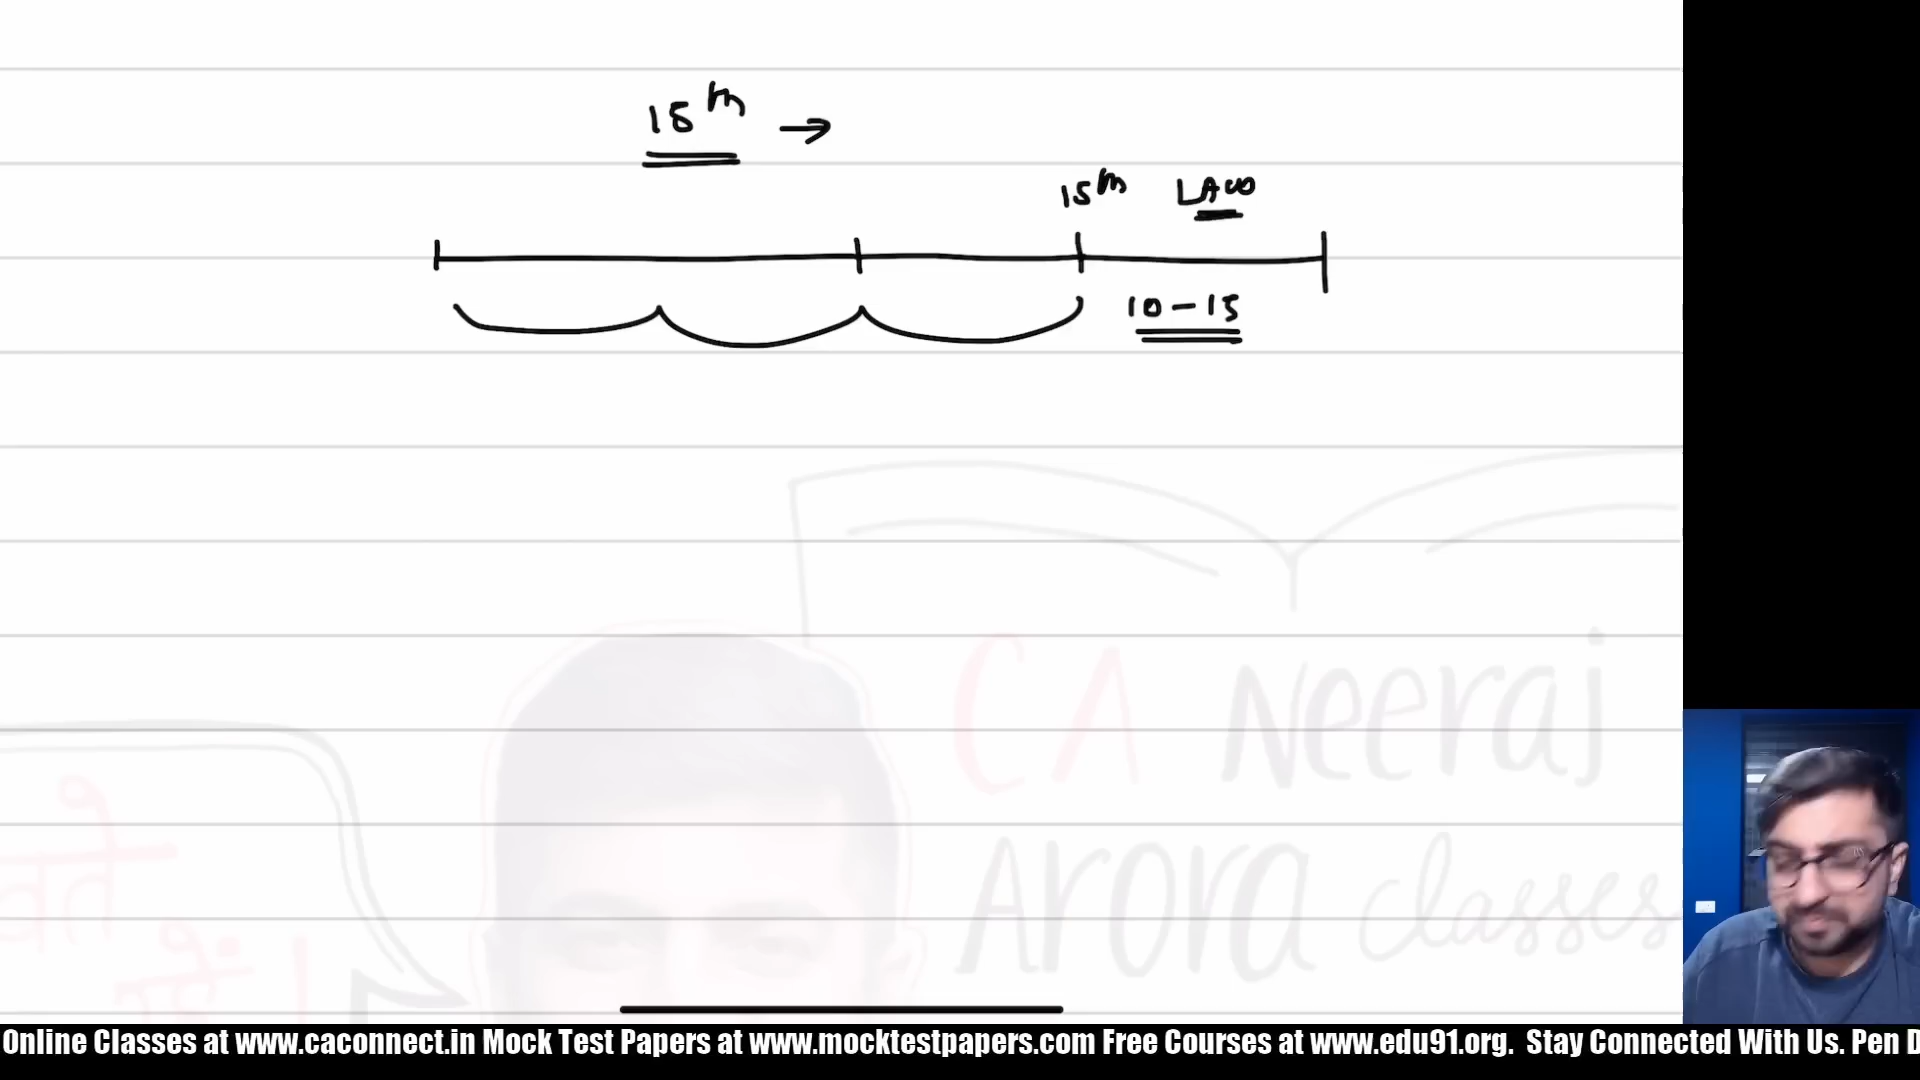 18ᵐ →
15ᵐ LAW
10 - 15
CA Neeraj
Arora classes
Online Classes at www.caconnect.in Mock Test Papers at www.mocktestpapers.com Free Courses at www.edu91.org. Stay Connected With Us. Pen D